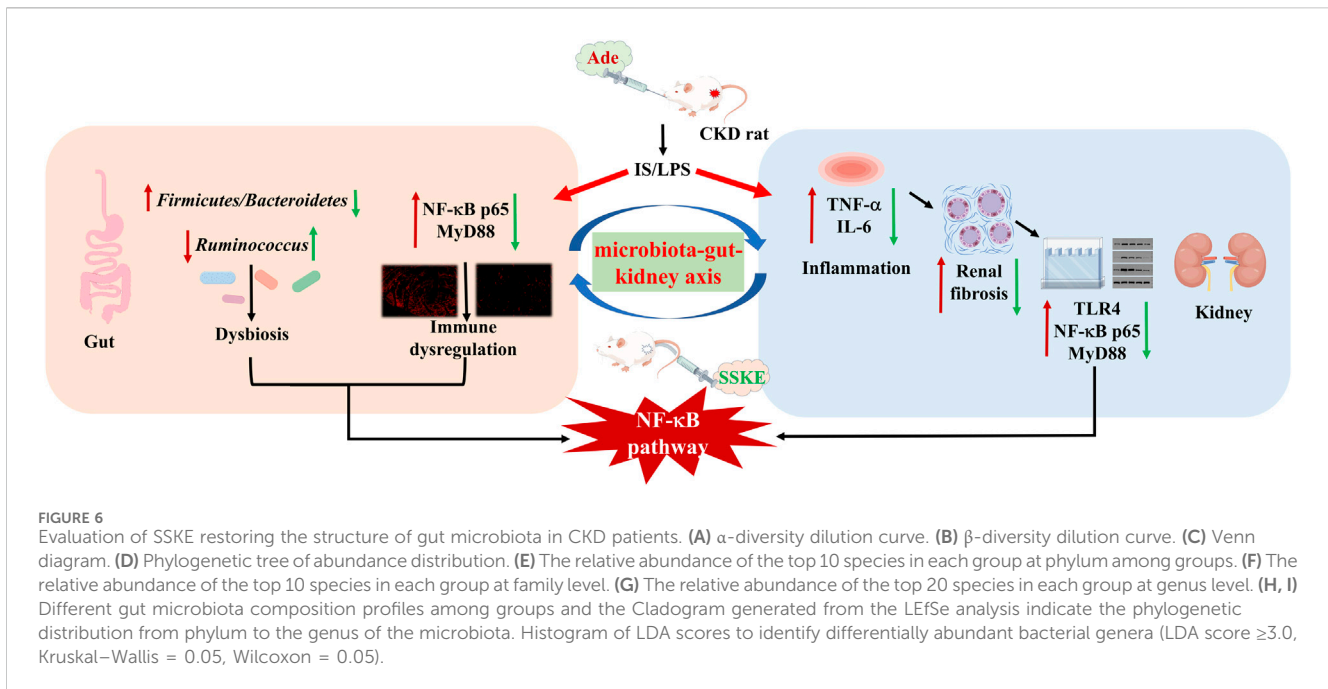 Ade
CKD rat
IS/LPS
Firmicutes/Bacteroidetes
Ruminococcus
Gut
Dysbiosis
NF-κB p65
MyD88
Immune
dysregulation
microbiota-gut-
kidney axis
SSKE
NF-κB
pathway
TNF-α
IL-6
Inflammation
Renal
fibrosis
TLR4
NF-κB p65
MyD88
Kidney
FIGURE 6
Evaluation of SSKE restoring the structure of gut microbiota in CKD patients. (A) α-diversity dilution curve. (B) β-diversity dilution curve. (C) Venn
diagram. (D) Phylogenetic tree of abundance distribution. (E) The relative abundance of the top 10 species in each group at phylum among groups. (F) The
relative abundance of the top 10 species in each group at family level. (G) The relative abundance of the top 20 species in each group at genus level. (H, I)
Different gut microbiota composition profiles among groups and the Cladogram generated from the LEfSe analysis indicate the phylogenetic
distribution from phylum to the genus of the microbiota. Histogram of LDA scores to identify differentially abundant bacterial genera (LDA score ≥3.0,
Kruskal–Wallis = 0.05, Wilcoxon = 0.05).